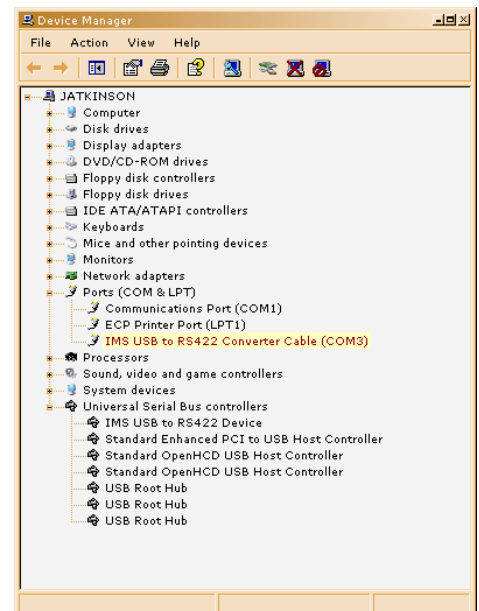 Device Manager
File Action View Help
JATKINSON
Computer
Disk drives
Display adapters
DVD/CD-ROM drives
Floppy disk controllers
Floppy disk drives
IDE ATA/ATAPI controllers
Keyboards
Mice and other pointing devices
Monitors
Network adapters
Ports (COM & LPT)
Communications Port (COM1)
ECP Printer Port (LPT1)
IMS USB to RS422 Converter Cable (COM3)
Processors
Sound, video and game controllers
System devices
Universal Serial Bus controllers
IMS USB to RS422 Device
Standard Enhanced PCI to USB Host Controller
Standard OpenHCD USB Host Controller
Standard OpenHCD USB Host Controller
USB Root Hub
USB Root Hub
USB Root Hub